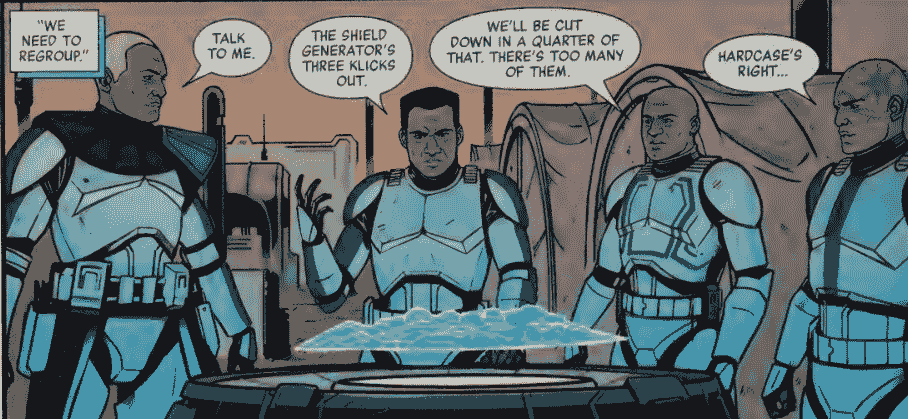 "WE
NEED TO
REGROUP."
TALK
TO ME.
THE SHIELD
GENERATOR'S
THREE KLICKS
OUT.
WE'LL BE CUT
DOWN IN A QUARTER OF
THAT. THERE'S TOO MANY
OF THEM.
HARDCASE'S
RIGHT...